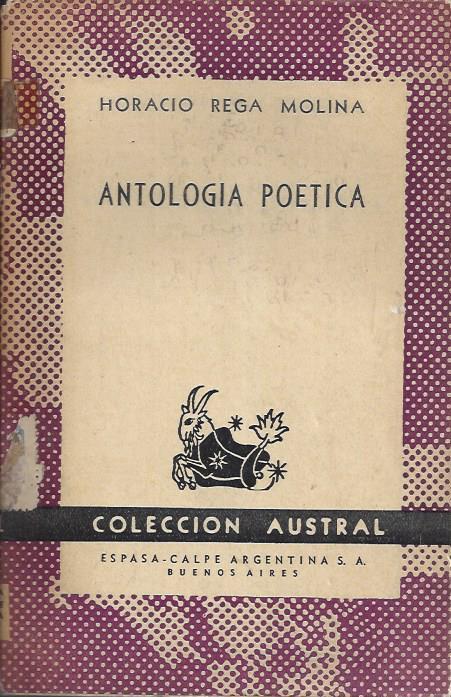 HORACIO REGA MOLINA
ANTOLOGIA POETICA
COLECCION AUSTRAL
ESPASA-CALPE ARGENTINA S. A.
BUENOS AIRES